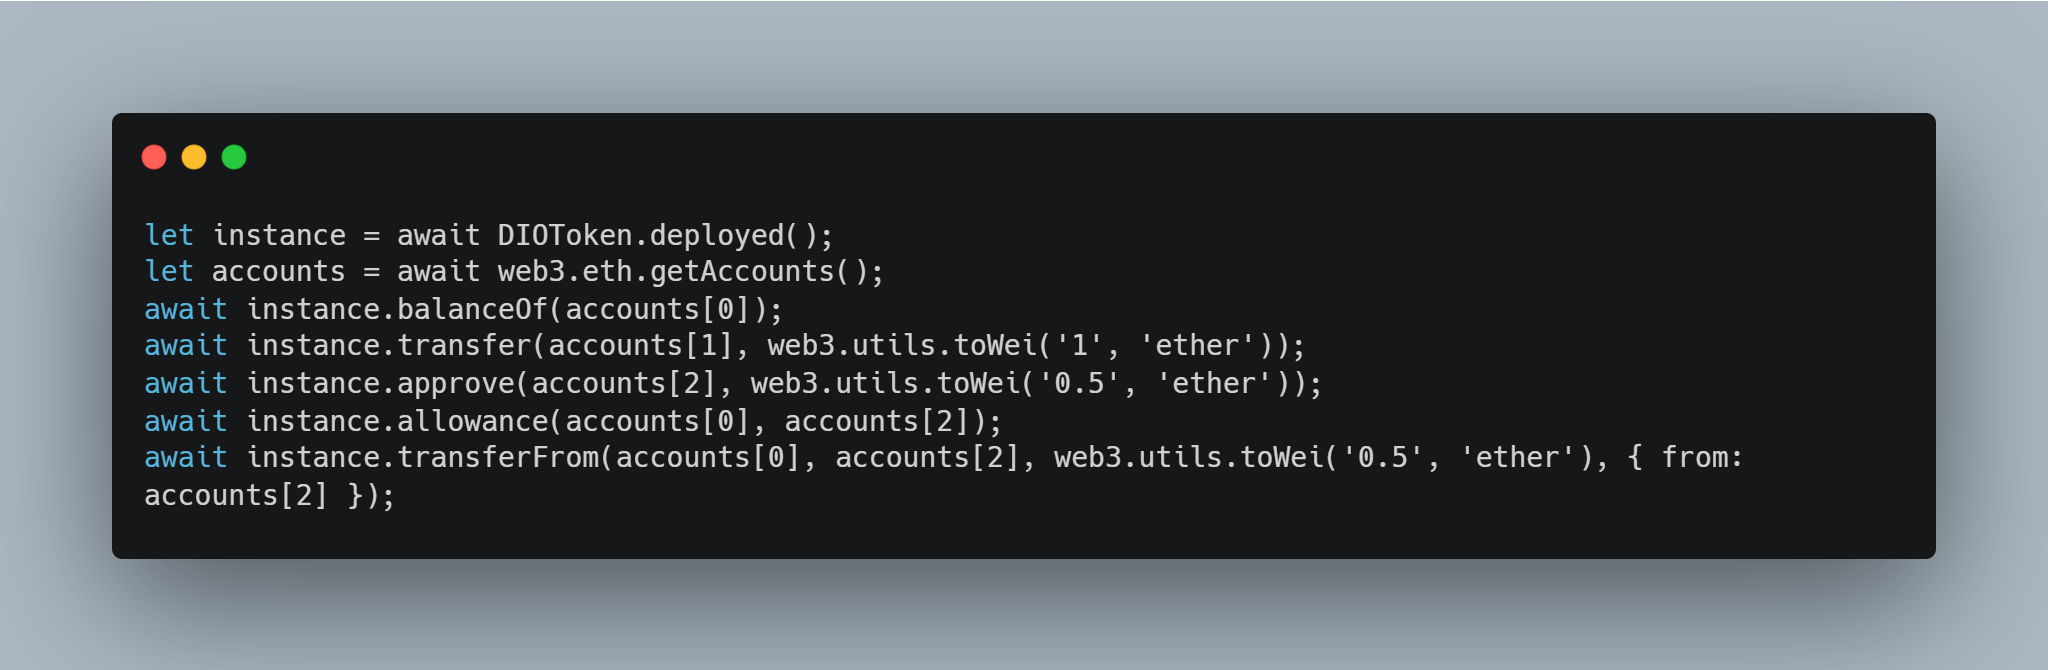 let instance = await DIOToken.deployed();
let accounts = await web3.eth.getAccounts();
await instance.balanceOf(accounts[0]);
await instance.transfer(accounts[1], web3.utils.toWei('1', 'ether'));
await instance.approve(accounts[2], web3.utils.toWei('0.5', 'ether'));
await instance.allowance(accounts[0], accounts[2]);
await instance.transferFrom(accounts[0], accounts[2], web3.utils.toWei('0.5', 'ether'), { from:
accounts[2] });